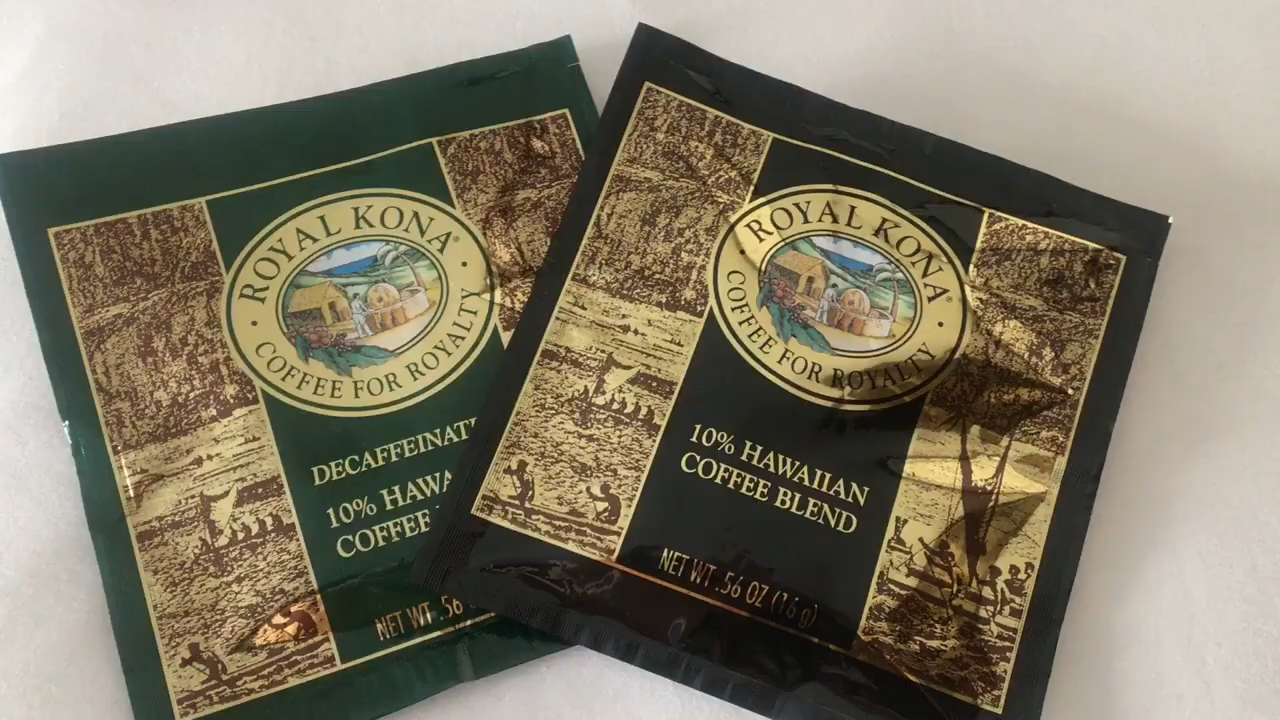 ROYAL KONA®
COFFEE FOR ROYALTY
DECAFFEINAT
10% HAWA
COFFEE
NET WT .56
ROYAL KONA®
COFFEE FOR ROYALTY
10% HAWAIIAN
COFFEE BLEND
NET WT .56 OZ (16 g)